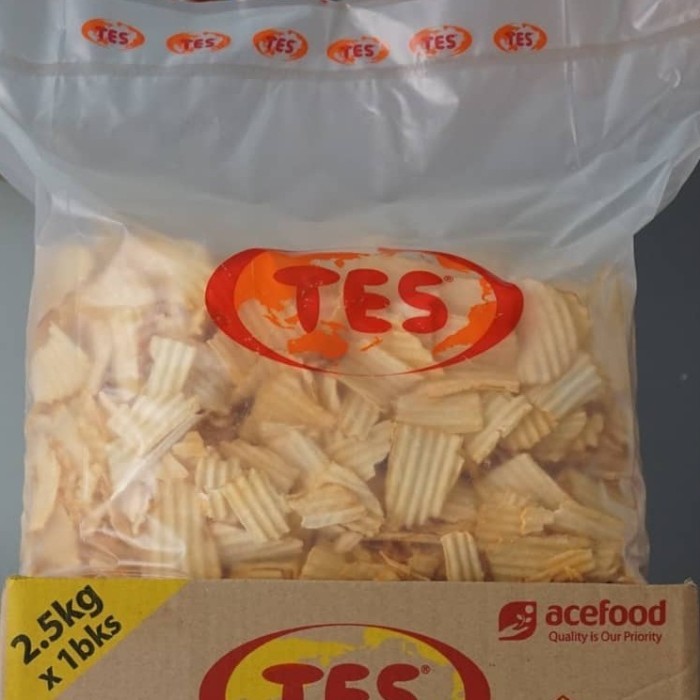 TES TES TES TES TES TES
TES
2.5kg
x 1bks
acefood
Quality is Our Priority
TES®